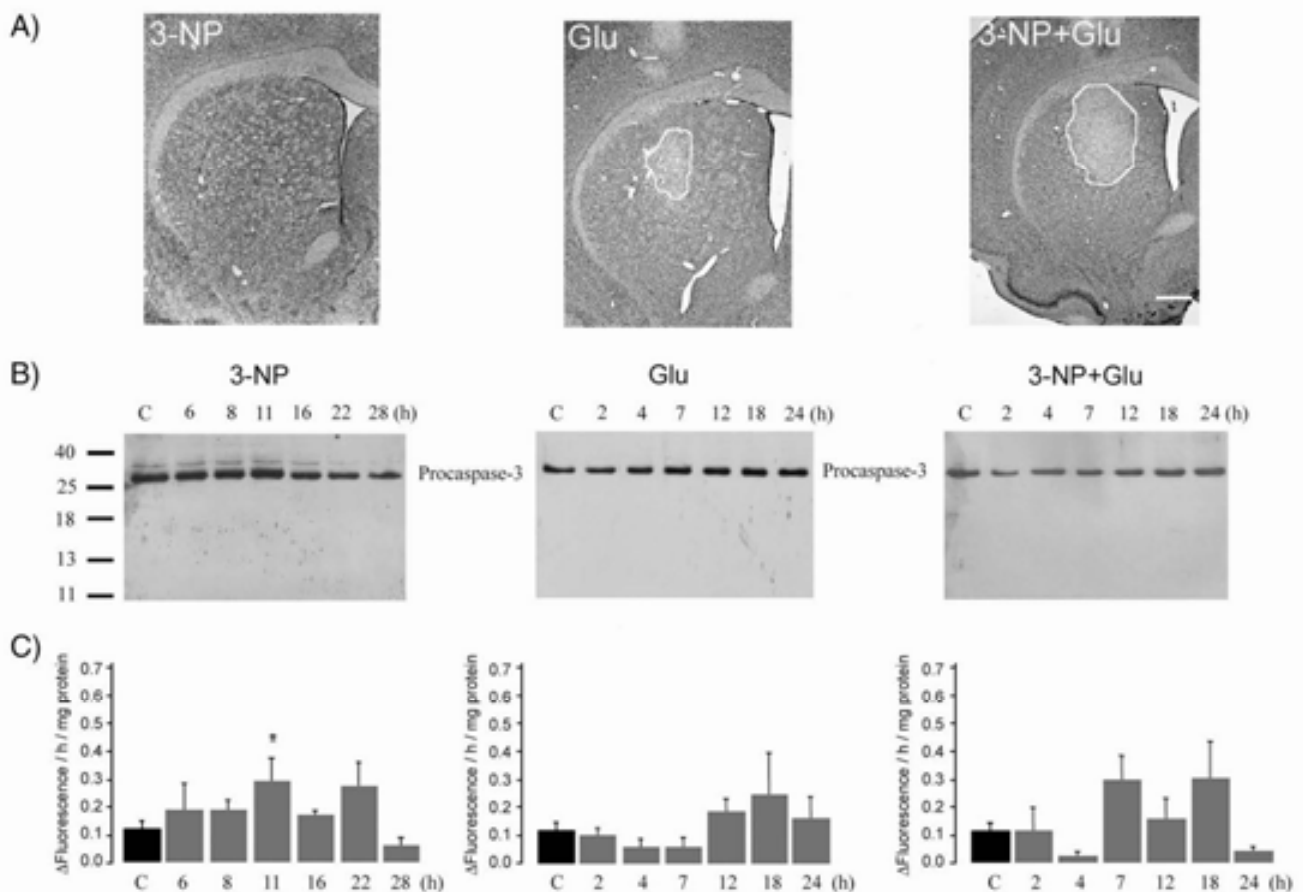 A)
3-NP
Glu
3-NP+Glu
1
B)
3-NP
Glu
3-NP+Glu
C 6 8 11 16 22 28 (h)
C 2 4 7 12 18 24 (h)
C 2 4 7 12 18 24 (h)
40
25
18
13
11
Procaspase-3
Procaspase-3
C)
ΔFluorescence / h / mg protein
0.7
0.6
0.5
0.4
0.3
0.2
0.1
0.0
*
C 6 8 11 16 22 28 (h)
ΔFluorescence / h / mg protein
0.7
0.6
0.5
0.4
0.3
0.2
0.1
0.0
C 2 4 7 12 18 24 (h)
ΔFluorescence / h / mg protein
0.7
0.6
0.5
0.4
0.3
0.2
0.1
0.0
C 2 4 7 12 18 24 (h)